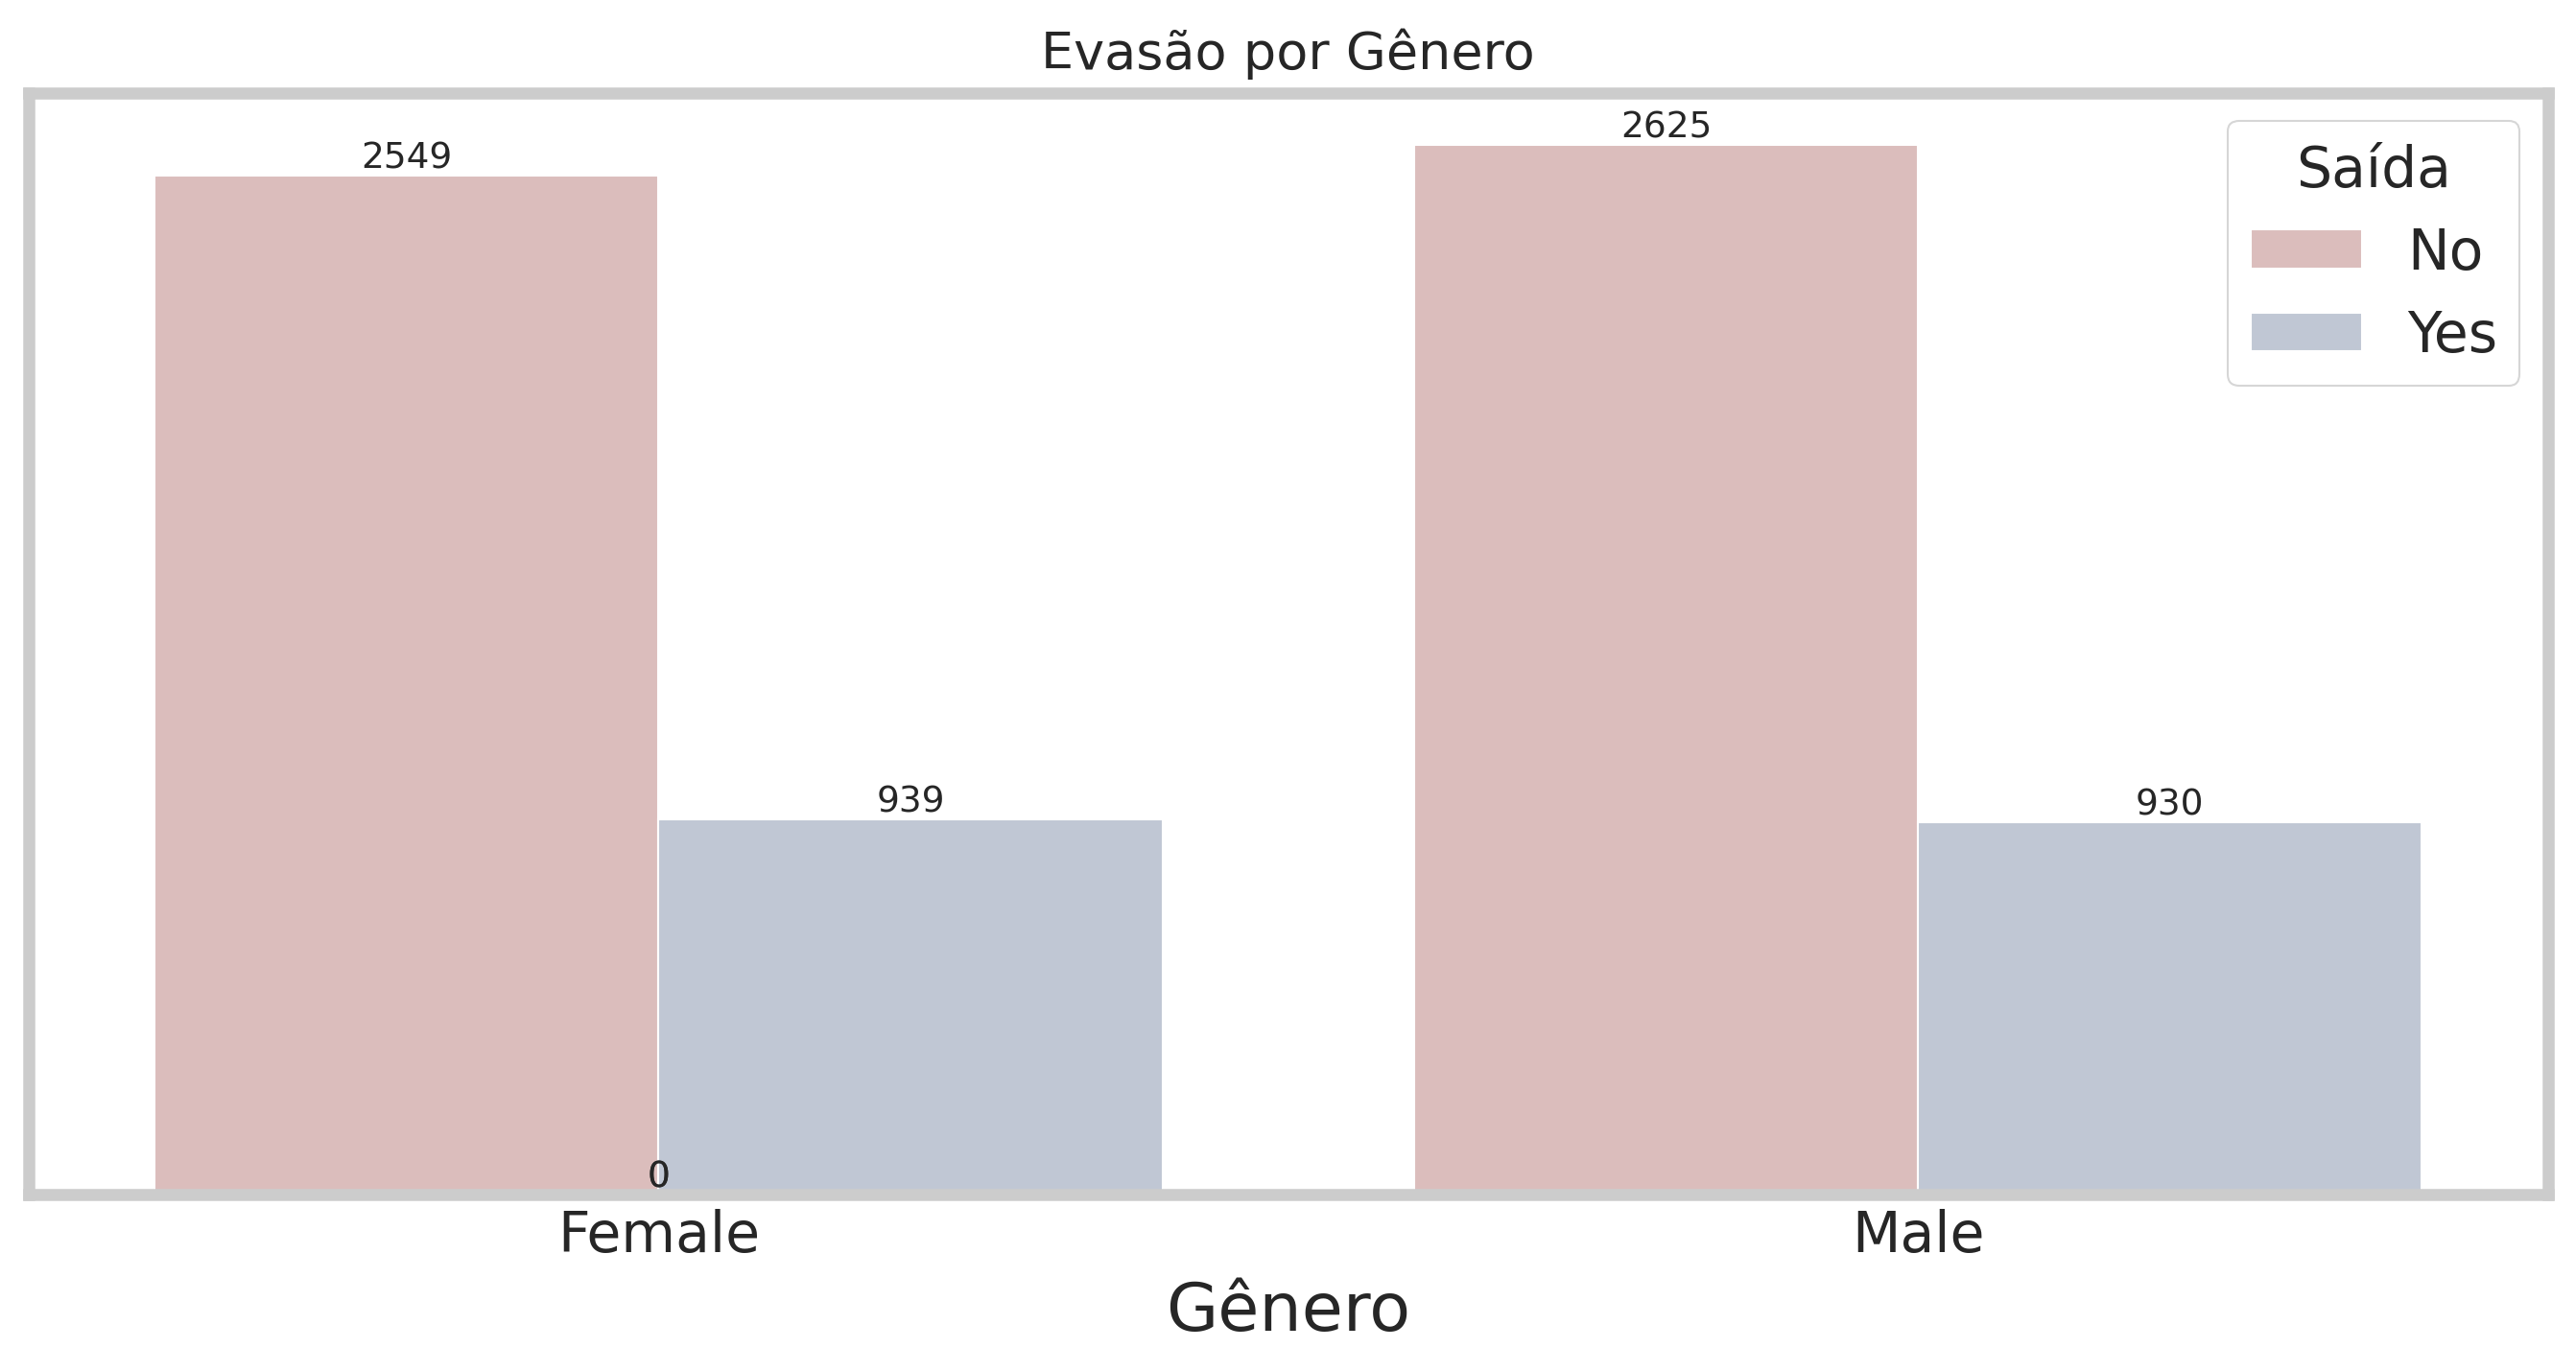 Evasão por Gênero
2549
2625
939
930
0
Saída
No
Yes
Female
Male
Gênero